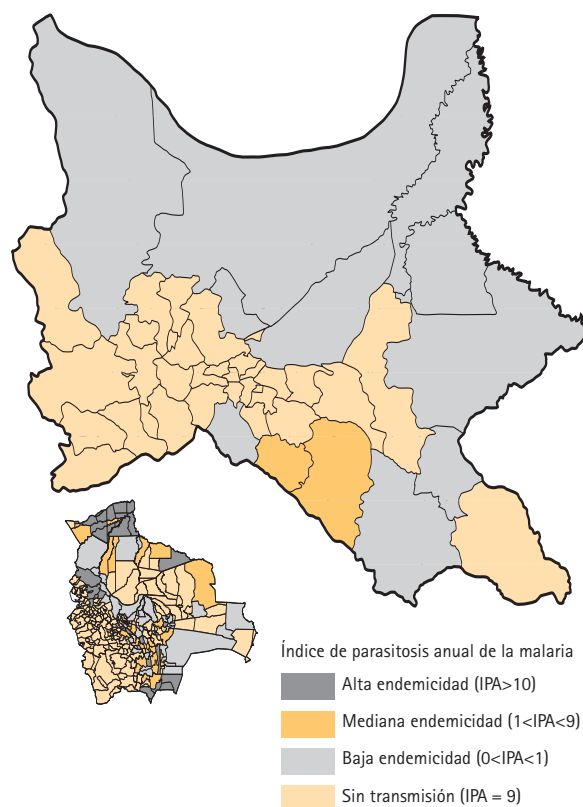 Índice de parasitosis anual de la malaria
Alta endemicidad (IPA>10)
Mediana endemicidad (1<IPA<9)
Baja endemicidad (0<IPA<1)
Sin transmisión (IPA = 9)